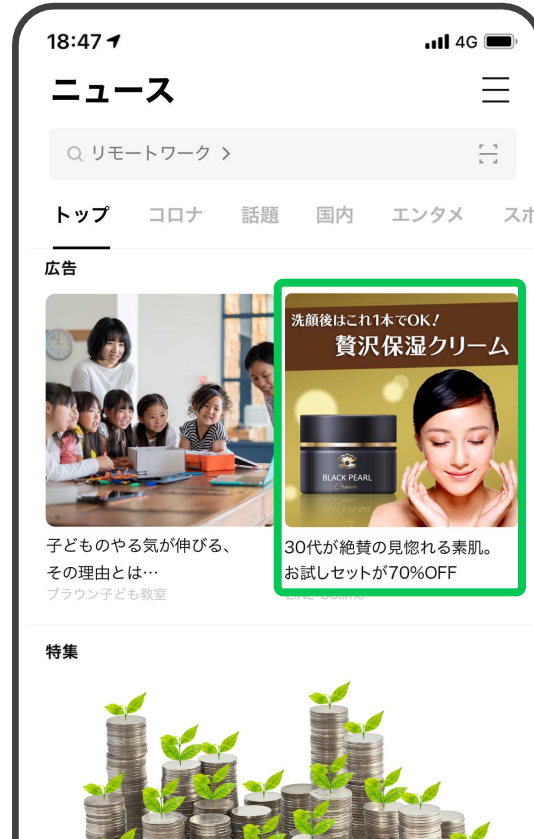 18:47
4G
ニュース
リモートワーク >
トップ コロナ 話題 国内 エンタメ スポ
広告
洗顔後はこれ1本でOK!
贅沢保湿クリーム
BLACK PEARL
Cream
子どものやる気が伸びる、
その理由とは…
ブラウン子ども教室
30代が絶賛の見惚れる素肌。
お試しセットが70%OFF
LINE Cosme
特集